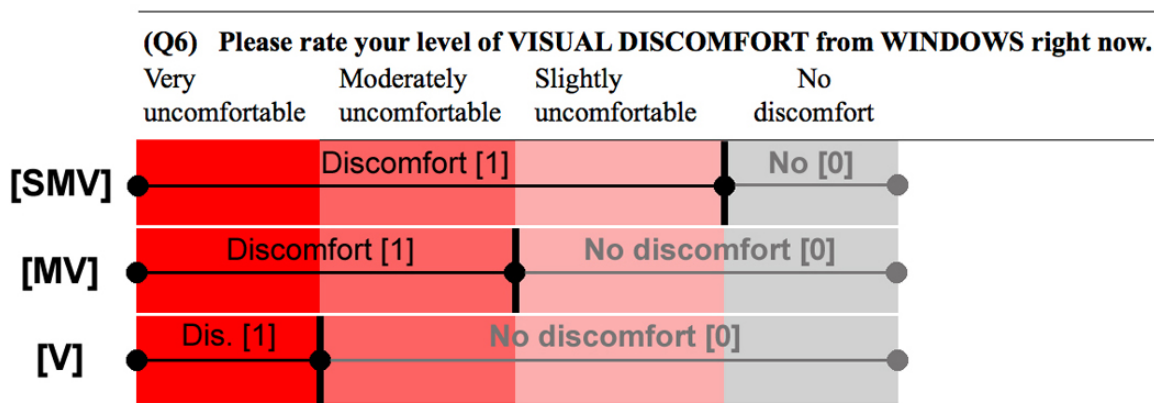 (Q6) Please rate your level of VISUAL DISCOMFORT from WINDOWS right now.
Very Moderately Slightly No
uncomfortable uncomfortable uncomfortable discomfort
[SMV] Discomfort [1] No [0]
[MV] Discomfort [1] No discomfort [0]
[V] Dis. [1] No discomfort [0]